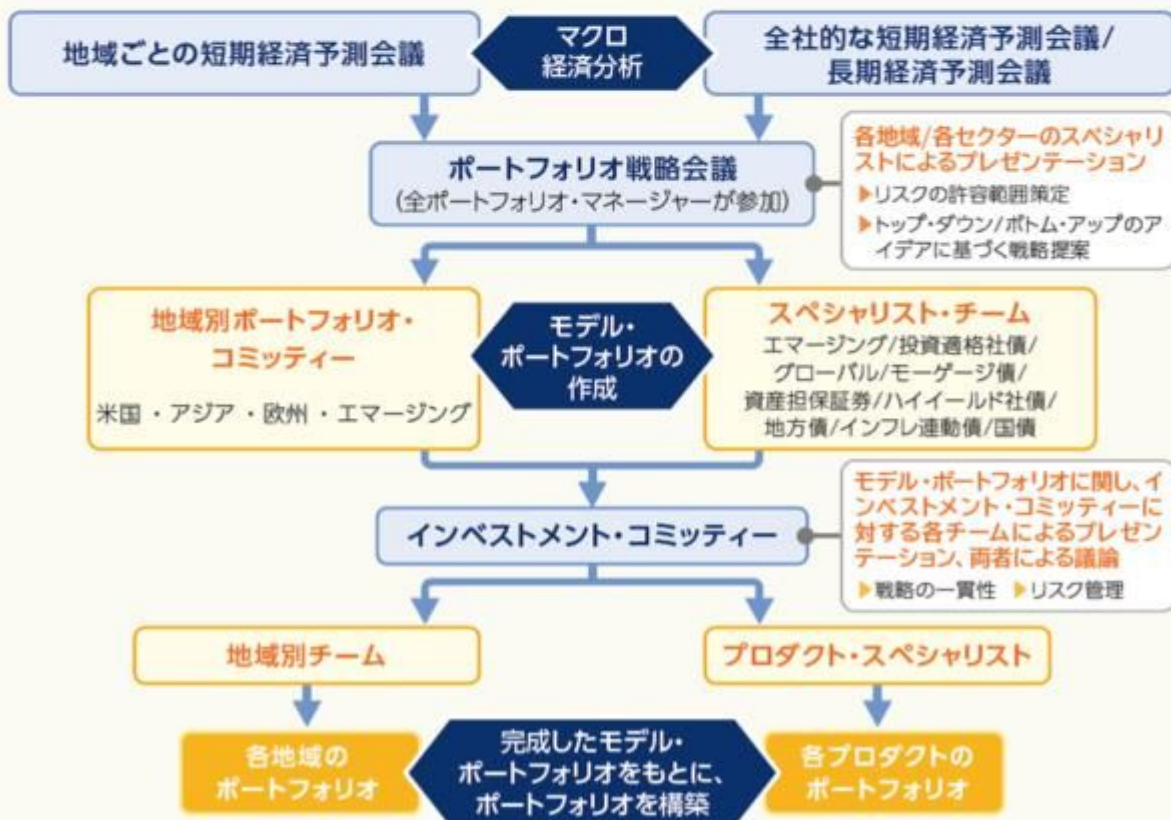 地域ごとの短期経済予測会議
マクロ
経済分析
全社的な短期経済予測会議/
長期経済予測会議
ポートフォリオ戦略会議
(全ポートフォリオ・マネージャーが参加)
各地域/各セクターのスペシャリ
ストによるプレゼンテーション
▶リスクの許容範囲策定
▶トップ・ダウン/ボトム・アップのア
イデアに基づく戦略提案
地域別ポートフォリオ・
コミッティー
米国 ・アジア ・欧州 ・エマージング
モデル・
ポートフォリオの
作成
スペシャリスト・チーム
エマージング/投資適格社債/
グローバル/モーゲージ債/
資産担保証券/ハイイールド社債/
地方債/インフレ連動債/国債
インベストメント・コミッティー
モデル・ポートフォリオに関し、イ
ンベストメント・コミッティーに
対する各チームによるプレゼン
テーション、両者による議論
▶戦略の一貫性 ▶リスク管理
地域別チーム
プロダクト・スペシャリスト
各地域の
ポートフォリオ
完成したモデル・
ポートフォリオをもとに、
ポートフォリオを構築
各プロダクトの
ポートフォリオ